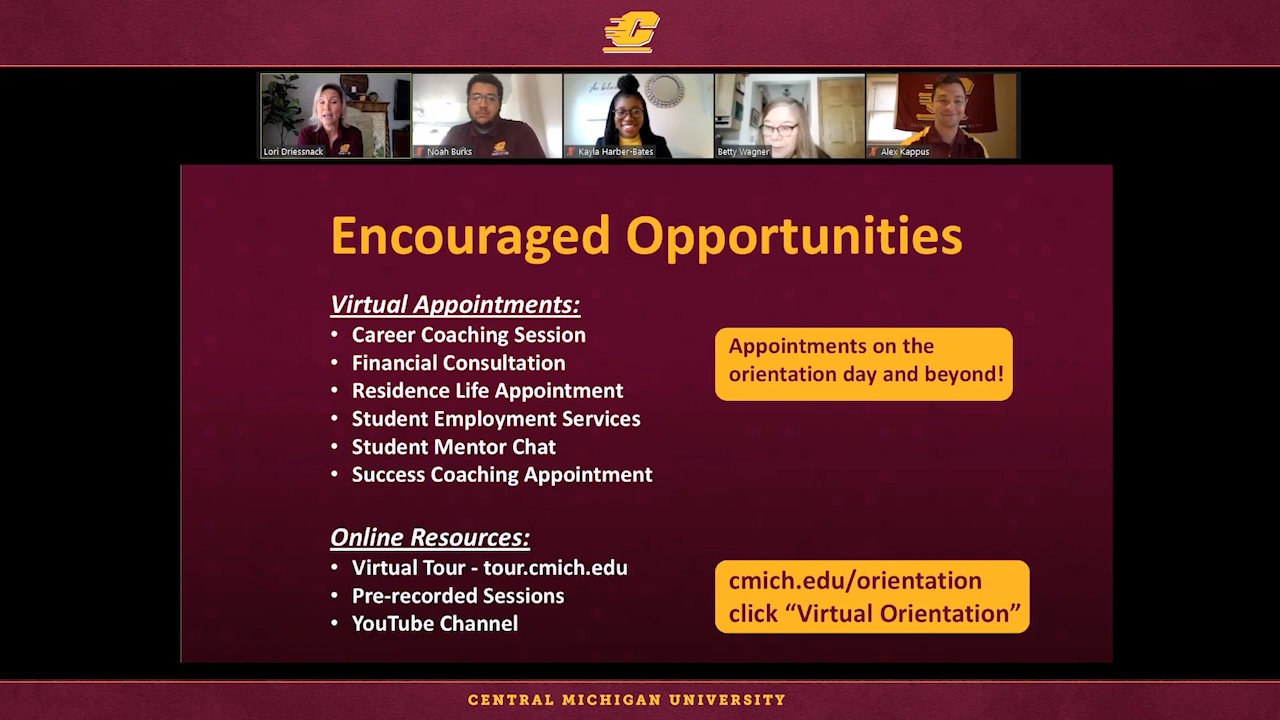 C
Lori Driessnack
Noah Burks
Kayla Harber-Bates
Betty Wagner
Alex Kappus
Encouraged Opportunities
Virtual Appointments:
• Career Coaching Session
• Financial Consultation
• Residence Life Appointment
• Student Employment Services
• Student Mentor Chat
• Success Coaching Appointment
Appointments on the
orientation day and beyond!
Online Resources:
• Virtual Tour - tour.cmich.edu
• Pre-recorded Sessions
• YouTube Channel
cmich.edu/orientation
click “Virtual Orientation”
CENTRAL MICHIGAN UNIVERSITY